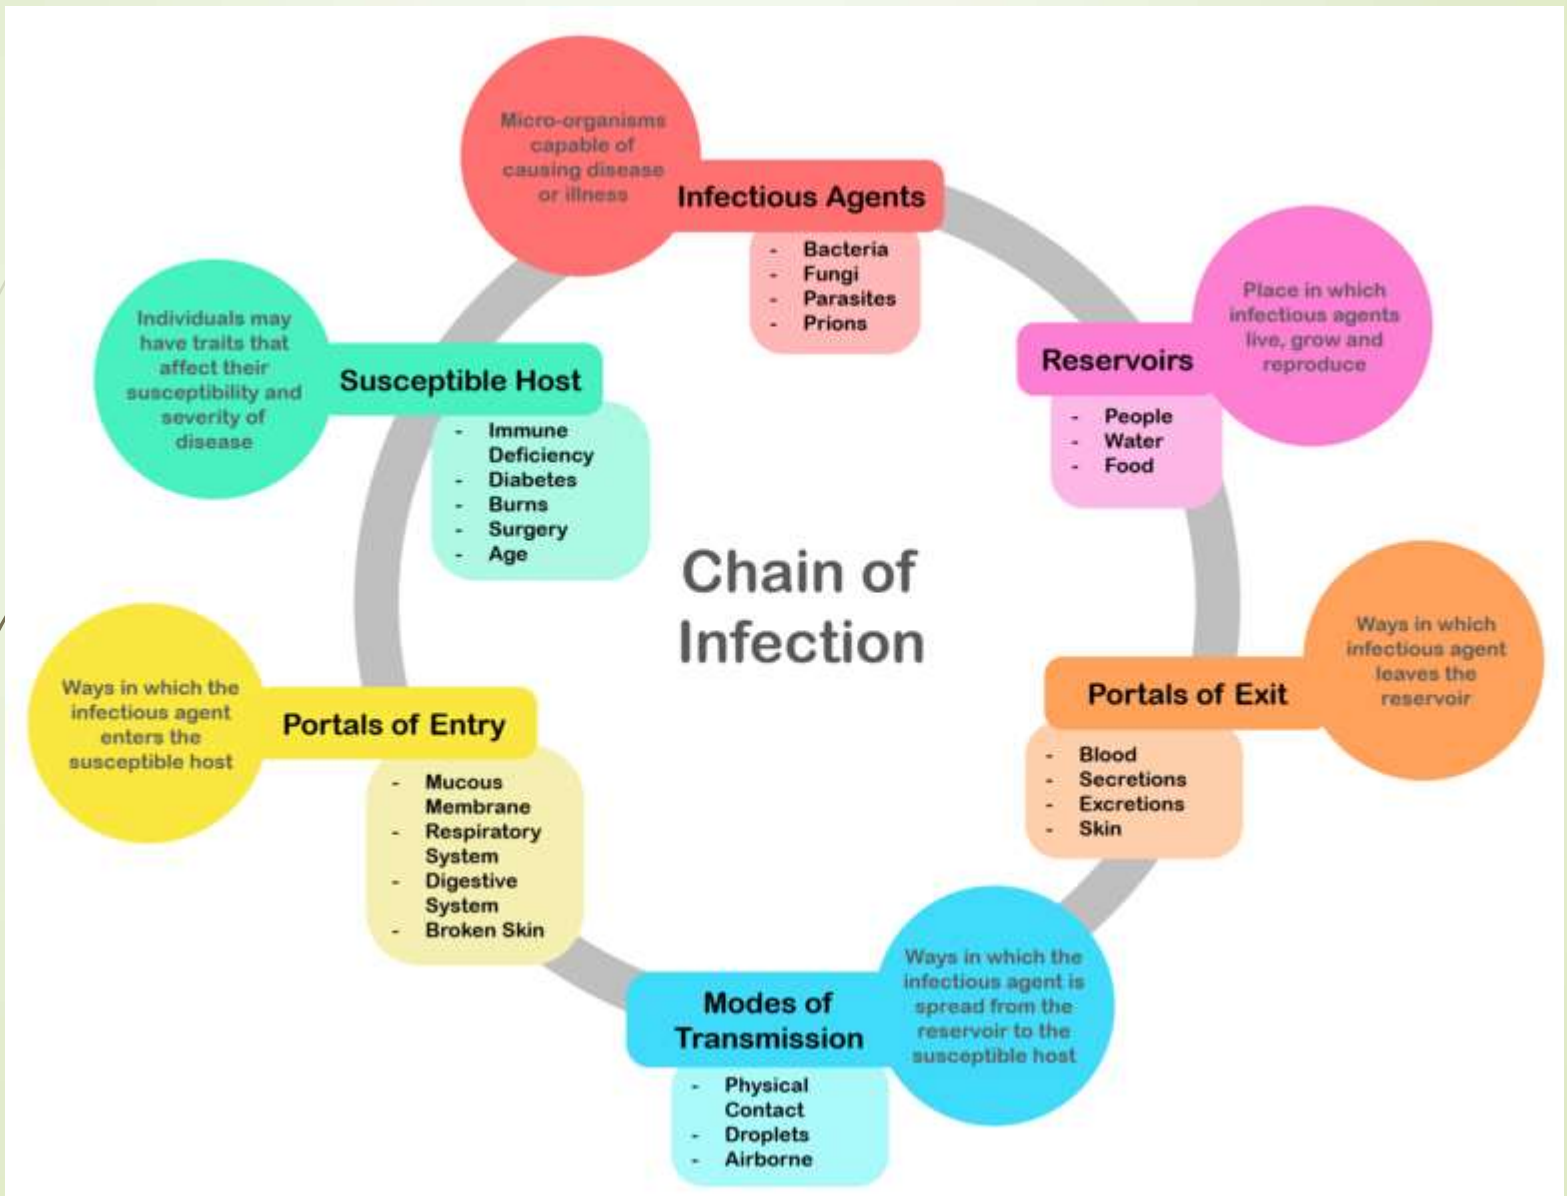 Micro-organisms
capable of
causing disease
or illness
Infectious Agents
- Bacteria
- Fungi
- Parasites
- Prions
Place in which
infectious agents
live, grow and
reproduce
Reservoirs
- People
- Water
- Food
Ways in which
infectious agent
leaves the
reservoir
Portals of Exit
- Blood
- Secretions
- Excretions
- Skin
Ways in which the
infectious agent is
spread from the
reservoir to the
susceptible host
Modes of
Transmission
- Physical
Contact
- Droplets
- Airborne
Ways in which the
infectious agent
enters the
susceptible host
Portals of Entry
- Mucous
Membrane
- Respiratory
System
- Digestive
System
- Broken Skin
Individuals may
have traits that
affect their
susceptibility and
severity of
disease
Susceptible Host
- Immune
Deficiency
- Diabetes
- Burns
- Surgery
- Age
Chain of
Infection